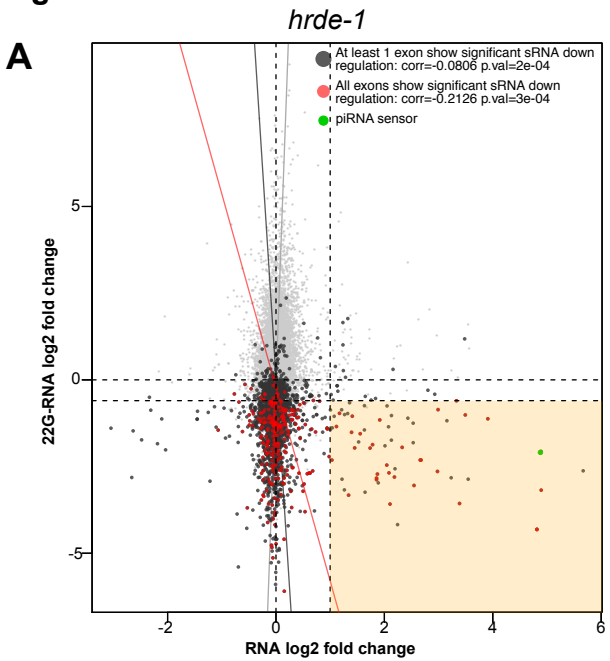 hrde-1
A
At least 1 exon show significant sRNA down
regulation: corr=-0.0806 p.val=2e-04
All exons show significant sRNA down
regulation: corr=-0.2126 p.val=3e-04
piRNA sensor
5
0
-5
22G-RNA log2 fold change
-2
0
2
4
6
RNA log2 fold change